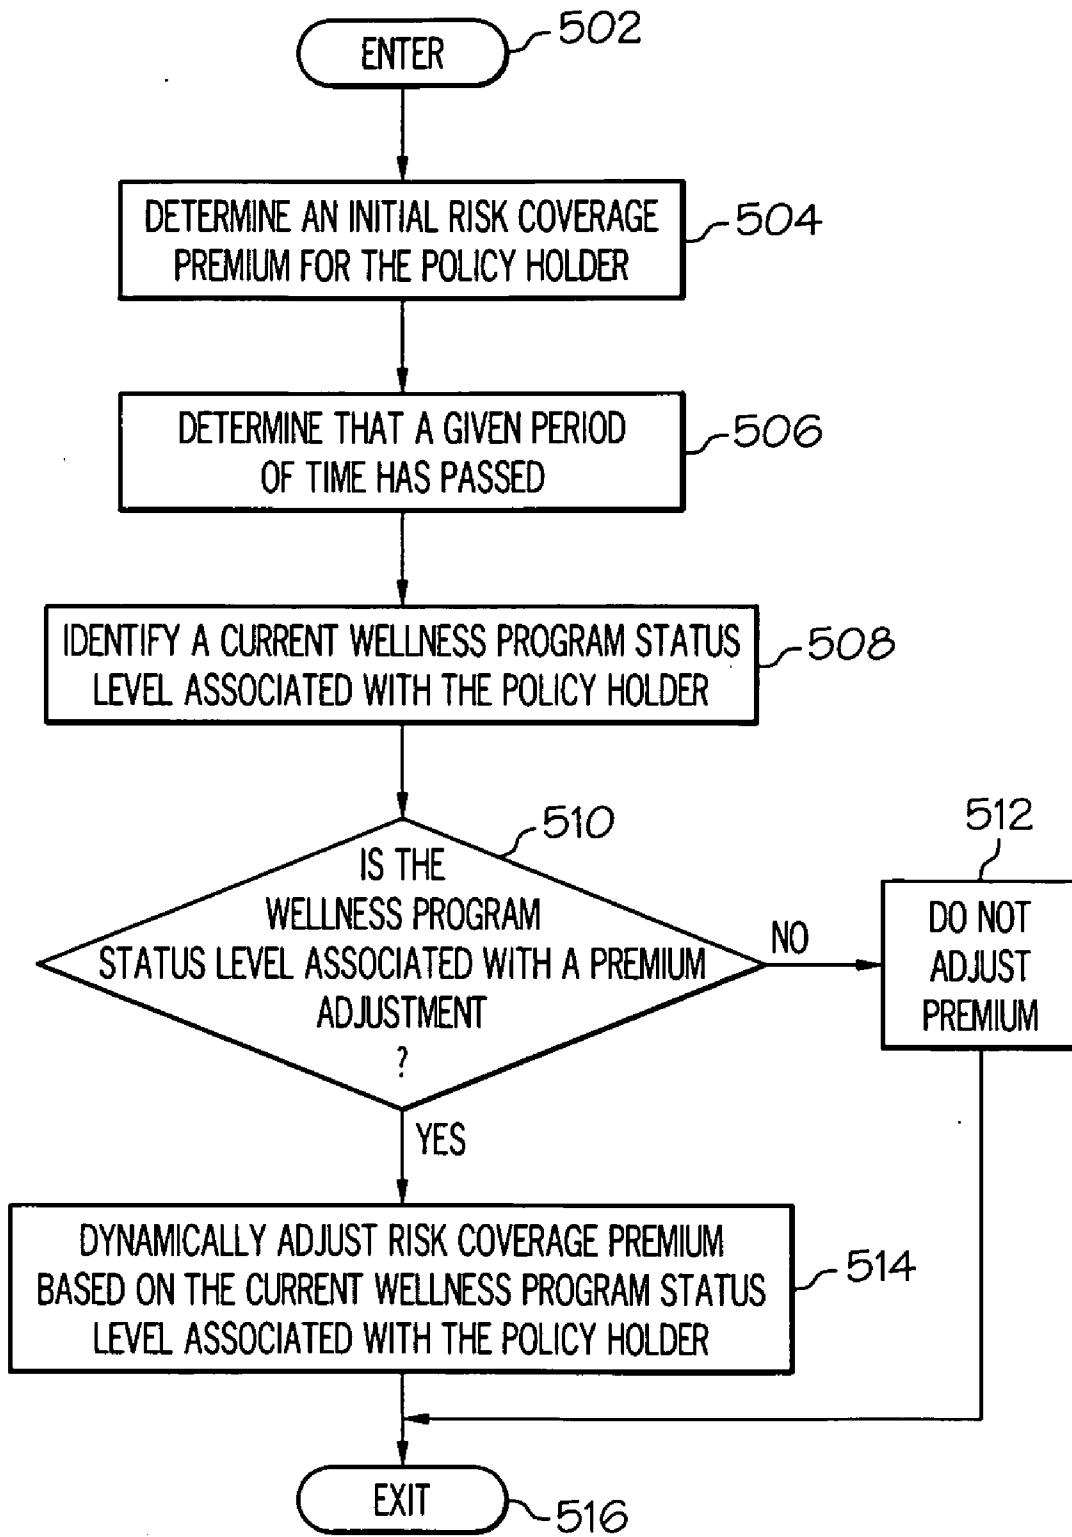 ENTER
502
DETERMINE AN INITIAL RISK COVERAGE
PREMIUM FOR THE POLICY HOLDER
504
DETERMINE THAT A GIVEN PERIOD
OF TIME HAS PASSED
506
IDENTIFY A CURRENT WELLNESS PROGRAM STATUS
LEVEL ASSOCIATED WITH THE POLICY HOLDER
508
510
IS THE
WELLNESS PROGRAM
STATUS LEVEL ASSOCIATED WITH A PREMIUM
ADJUSTMENT
?
NO
512
DO NOT
ADJUST
PREMIUM
YES
DYNAMICALLY ADJUST RISK COVERAGE PREMIUM
BASED ON THE CURRENT WELLNESS PROGRAM STATUS
LEVEL ASSOCIATED WITH THE POLICY HOLDER
514
EXIT
516